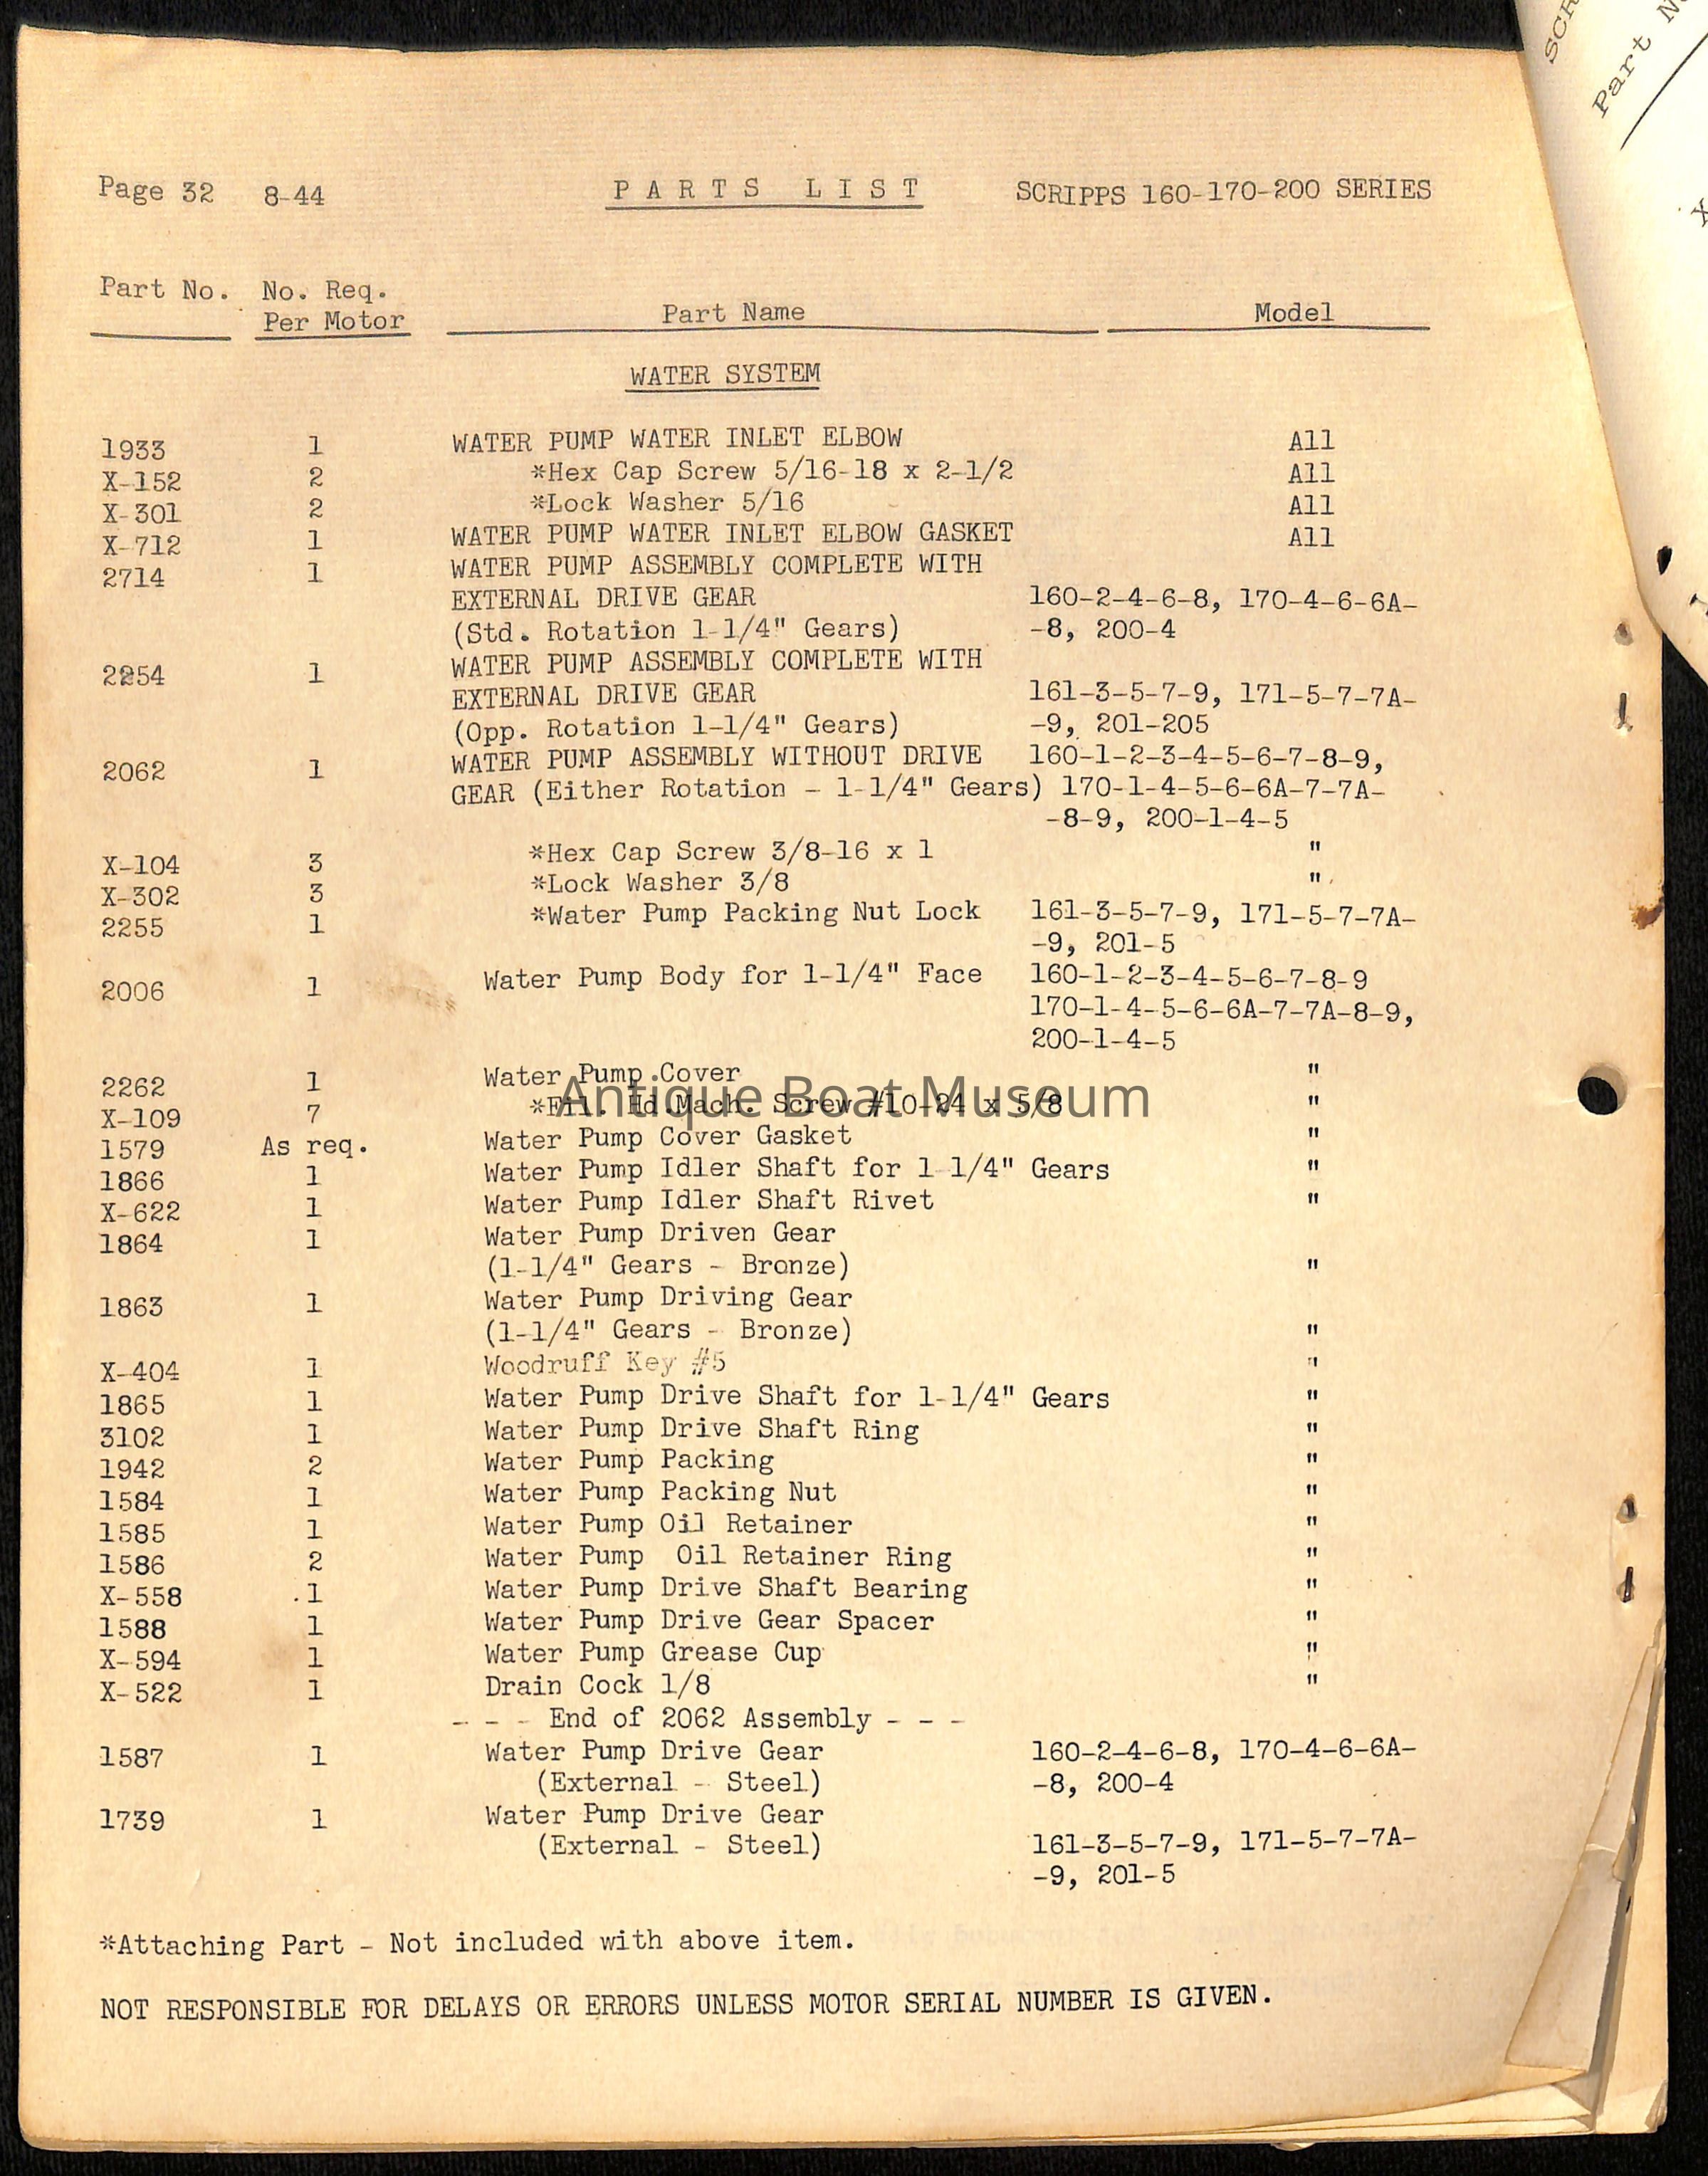 Page 32 8-44 PARTS LIST SCRIPPS 160-170-200 SERIES
Part No. No. Req.
Per Motor Part Name Model
WATER SYSTEM
1933 1 WATER PUMP WATER INLET ELBOW All
X-152 2 *Hex Cap Screw 5/16-18 x 2-1/2 All
X-301 2 *Lock Washer 5/16 All
X-712 1 WATER PUMP WATER INLET ELBOW GASKET All
2714 1 WATER PUMP ASSEMBLY COMPLETE WITH
EXTERNAL DRIVE GEAR 160-2-4-6-8, 170-4-6-6A-
(Std. Rotation 1-1/4" Gears) -8, 200-4
2254 1 WATER PUMP ASSEMBLY COMPLETE WITH
EXTERNAL DRIVE GEAR 161-3-5-7-9, 171-5-7-7A-
(Opp. Rotation 1-1/4" Gears) -9, 201-205
2062 1 WATER PUMP ASSEMBLY WITHOUT DRIVE 160-1-2-3-4-5-6-7-8-9,
GEAR (Either Rotation - 1-1/4" Gears) 170-1-4-5-6-6A-7-7A-
-8-9, 200-1-4-5
X-104 3 *Hex Cap Screw 3/8-16 x 1 "
X-302 3 *Lock Washer 3/8 "
2255 1 *Water Pump Packing Nut Lock 161-3-5-7-9, 171-5-7-7A-
-9, 201-5
2006 1 Water Pump Body for 1-1/4" Face 160-1-2-3-4-5-6-7-8-9
170-1-4-5-6-6A-7-7A-8-9,
200-1-4-5
2262 1 Water Pump Cover "
Antique Boat Museum
X-109 7 *Fil. Hd.Mach. Screw #10-24 x 5/8 "
1579 As req. Water Pump Cover Gasket "
1866 1 Water Pump Idler Shaft for 1-1/4" Gears "
X-622 1 Water Pump Idler Shaft Rivet "
1864 1 Water Pump Driven Gear
(1-1/4" Gears - Bronze) "
1863 1 Water Pump Driving Gear
(1-1/4" Gears - Bronze) "
X-404 1 Woodruff Key #5 "
1865 1 Water Pump Drive Shaft for 1-1/4" Gears "
3102 1 Water Pump Drive Shaft Ring "
1942 2 Water Pump Packing "
1584 1 Water Pump Packing Nut "
1585 1 Water Pump Oil Retainer "
1586 2 Water Pump Oil Retainer Ring "
X-558 1 Water Pump Drive Shaft Bearing "
1588 1 Water Pump Drive Gear Spacer "
X-594 1 Water Pump Grease Cup "
X-522 1 Drain Cock 1/8 "
- - - End of 2062 Assembly - - -
1587 1 Water Pump Drive Gear 160-2-4-6-8, 170-4-6-6A-
(External - Steel) -8, 200-4
1739 1 Water Pump Drive Gear
(External - Steel) 161-3-5-7-9, 171-5-7-7A-
-9, 201-5
*Attaching Part - Not included with above item.
NOT RESPONSIBLE FOR DELAYS OR ERRORS UNLESS MOTOR SERIAL NUMBER IS GIVEN.
SCR
Part